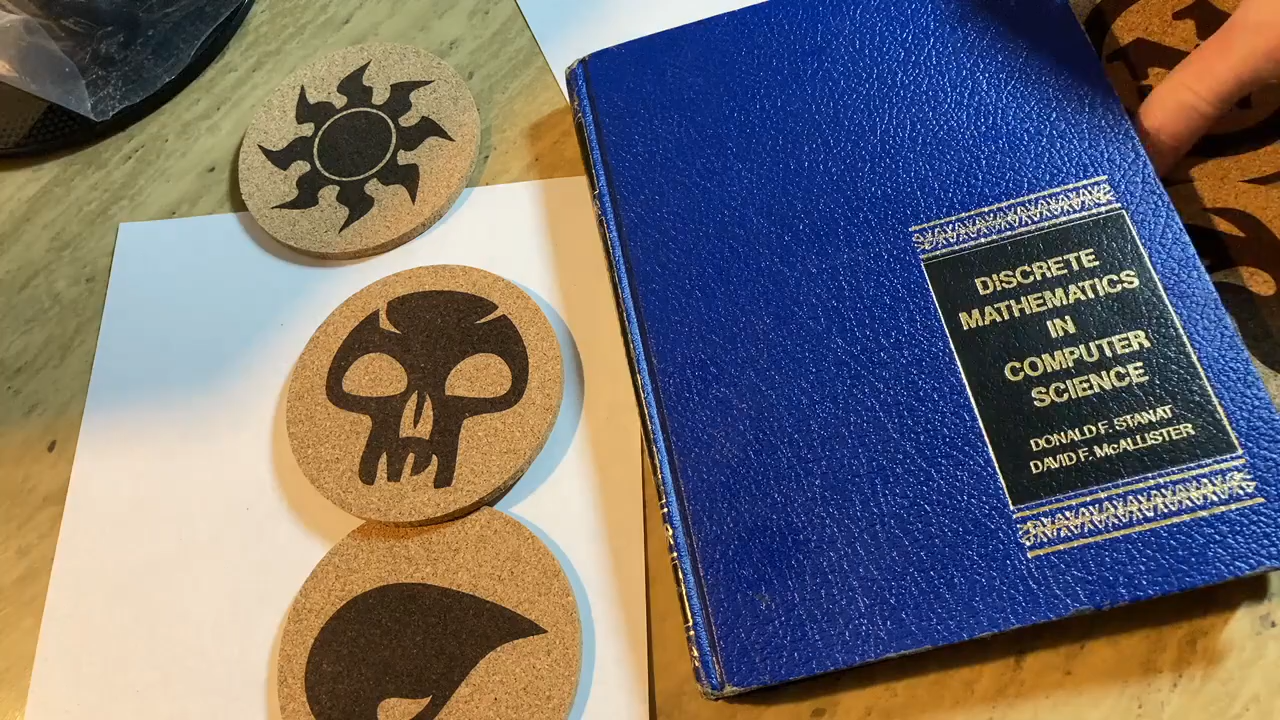 DISCRETE
MATHEMATICS
IN
COMPUTER
SCIENCE
DONALD F. STANAT
DAVID F. McALLISTER